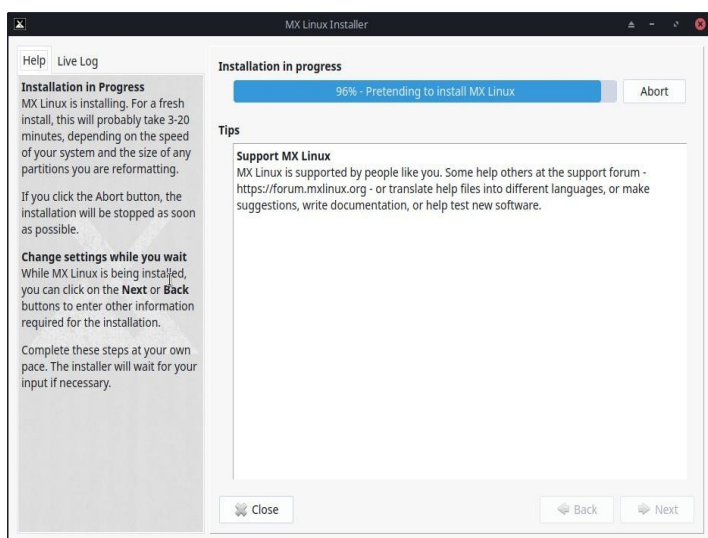 MX Linux Installer
Help Live Log
Installation in Progress
MX Linux is installing. For a fresh
install, this will probably take 3-20
minutes, depending on the speed
of your system and the size of any
partitions you are reformatting.
If you click the Abort button, the
installation will be stopped as soon
as possible.
Change settings while you wait
While MX Linux is being installed,
you can click on the Next or Back
buttons to enter other information
required for the installation.
Complete these steps at your own
pace. The installer will wait for your
input if necessary.
Installation in progress
96% - Pretending to install MX Linux
Abort
Tips
Support MX Linux
MX Linux is supported by people like you. Some help others at the support forum -
https://forum.mxlinux.org - or translate help files into different languages, or make
suggestions, write documentation, or help test new software.
Close
Back
Next